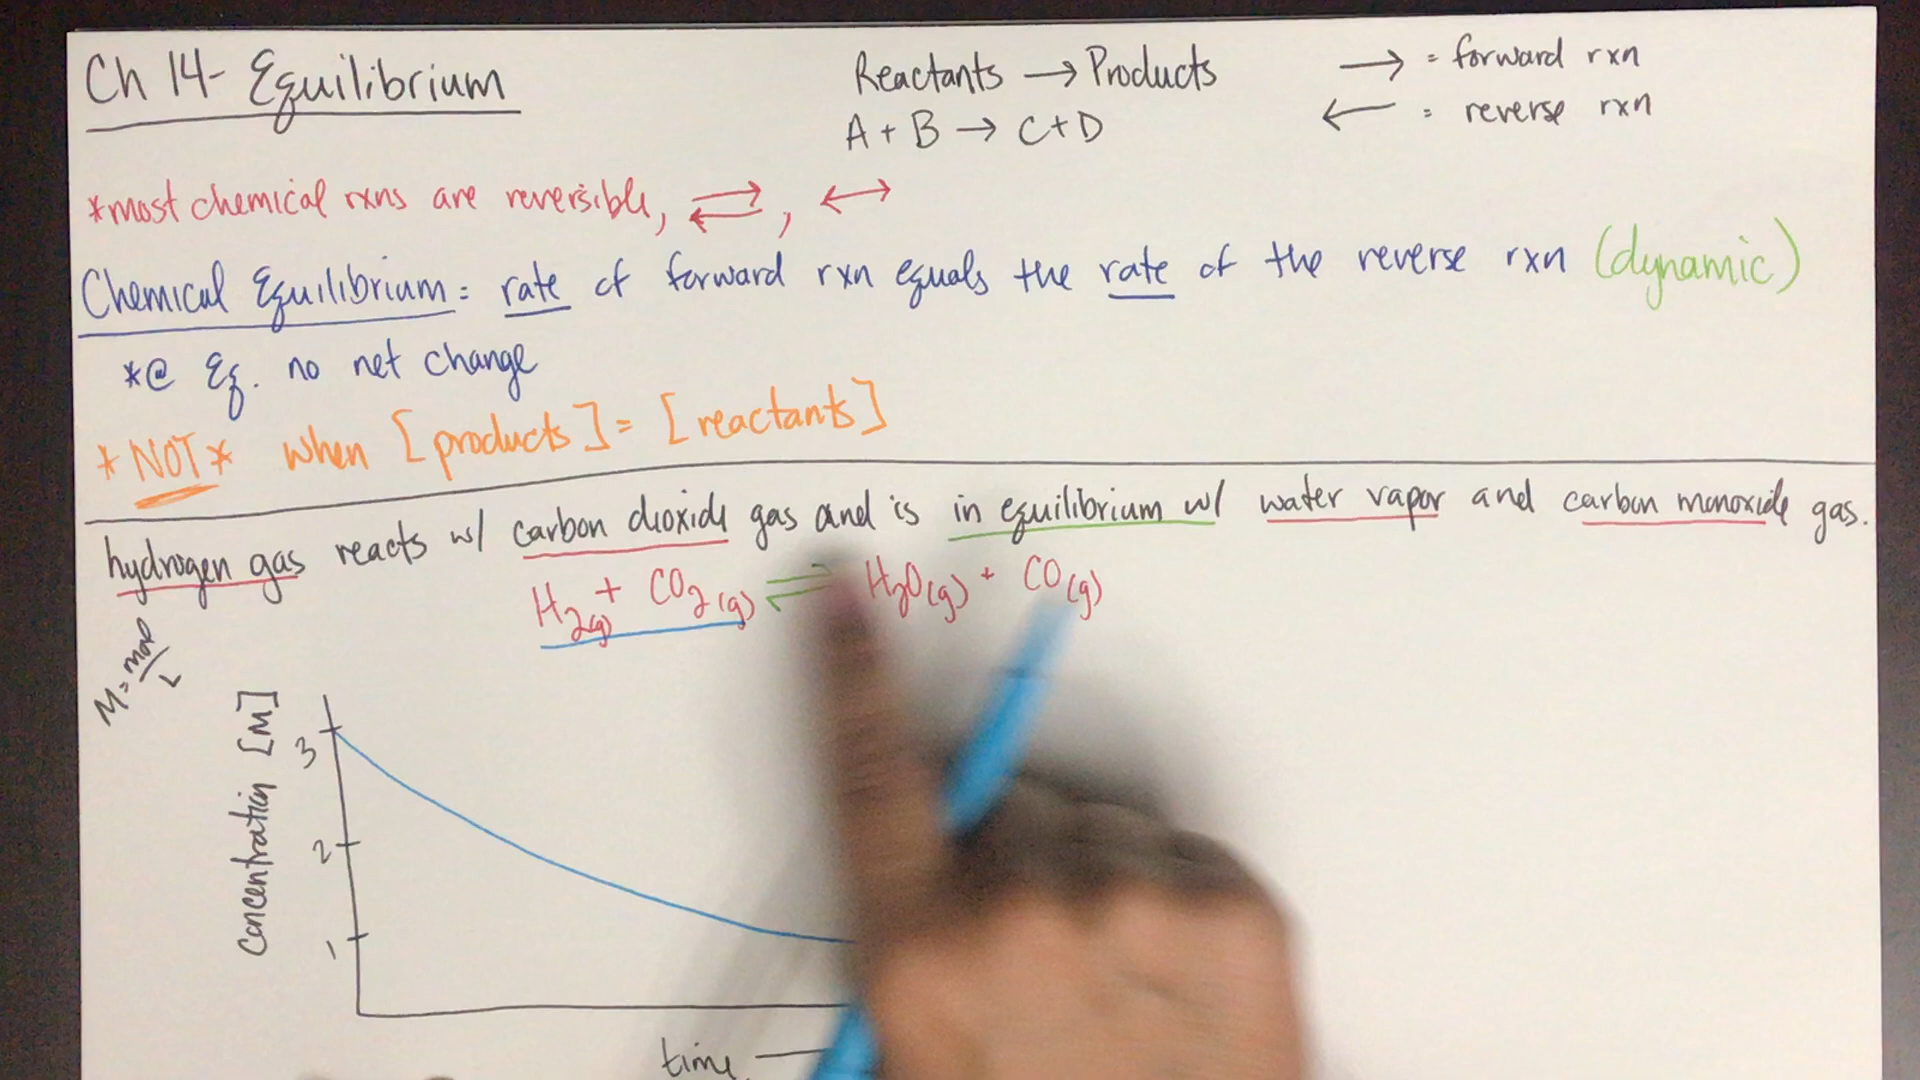 Ch 14- Equilibrium
Reactants → Products
A + B → C + D
→ = forward rxn
← = reverse rxn
*most chemical rxns are reversible, ⇌, ↔
Chemical Equilibrium: rate of forward rxn equals the rate of the reverse rxn (dynamic)
*@ Eq. no net change
*NOT* when [products] = [reactants]
hydrogen gas reacts w/ carbon dioxide gas and is in equilibrium w/ water vapor and carbon monoxide gas.
H₂(g) + CO₂(g) ⇌ H₂O(g) + CO(g)
M = mol/L
Concentration [M]
3
2
1
time